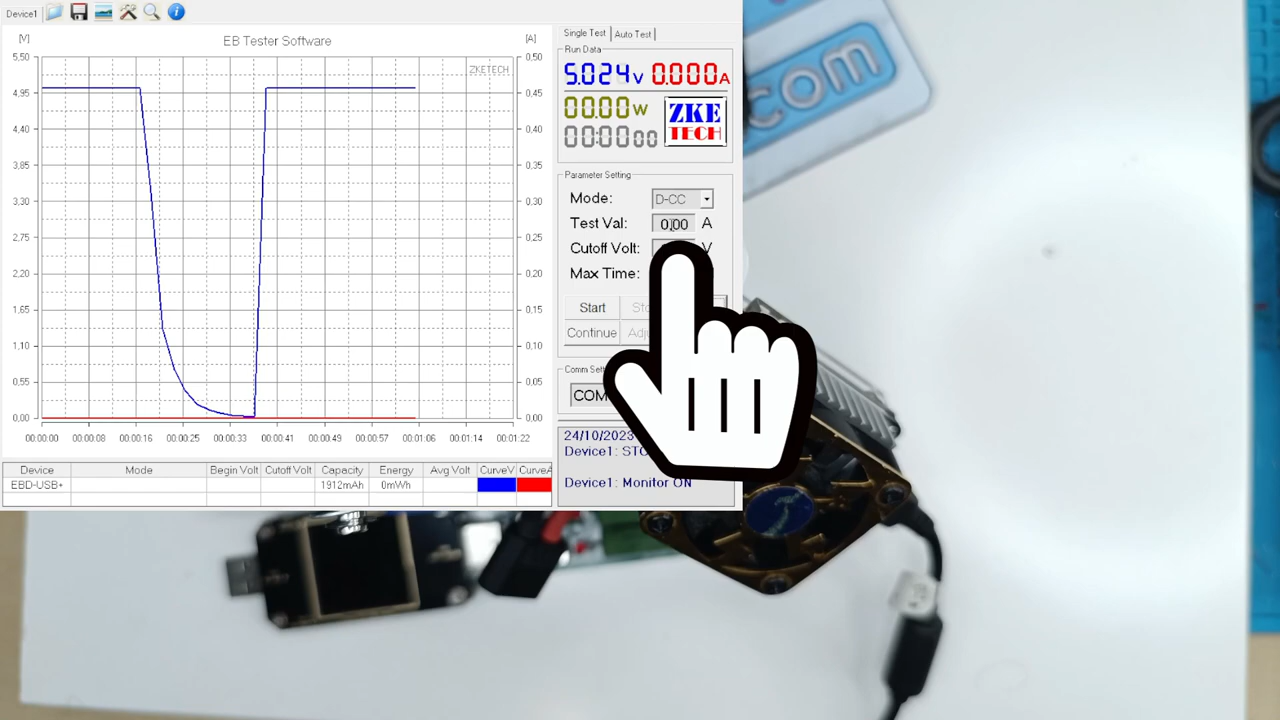 Device1
[V]
EB Tester Software
[A]
ZKETECH
5,50
4,95
4,40
3,85
3,30
2,75
2,20
1,65
1,10
0,55
0,00
0,50
0,45
0,40
0,35
0,30
0,25
0,20
0,15
0,10
0,05
0,00
00:00:00 00:00:08 00:00:16 00:00:25 00:00:33 00:00:41 00:00:49 00:00:57 00:01:06 00:01:14 00:01:22
Device Mode Begin Volt Cutoff Volt Capacity Energy Avg Volt CurveV CurveA
EBD-USB+ 1912mAh 0mWh
Single Test Auto Test
Run Data
5.024V 0.000A
00.00W
00:00:00
ZKE
TECH
Parameter Setting
Mode: D-CC
Test Val: 0.00 A
Cutoff Volt: V
Max Time:
Start
Continue
24/10/2023
Device1:
Device1: Monitor ON
com